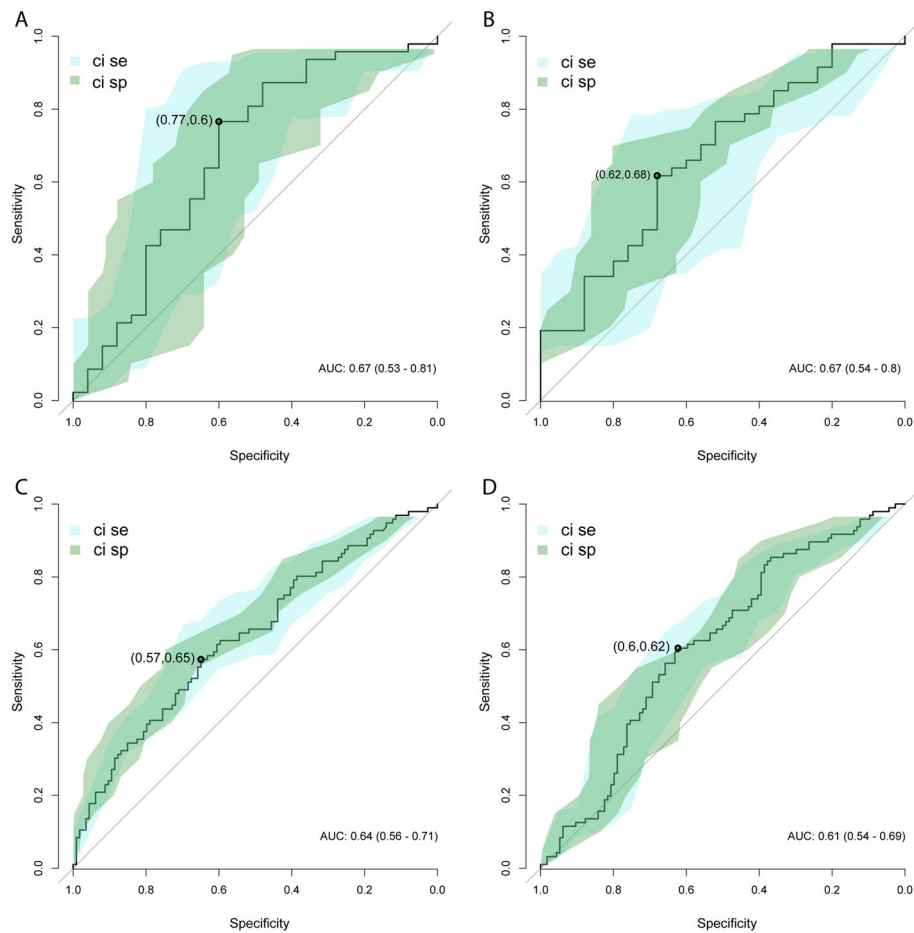 A
ci se
ci sp
(0.77,0.6)
AUC: 0.67 (0.53 - 0.81)
Sensitivity
0.0
0.2
0.4
0.6
0.8
1.0
1.0
0.8
0.6
0.4
0.2
0.0
Specificity
B
ci se
ci sp
(0.62,0.68)
AUC: 0.67 (0.54 - 0.8)
Sensitivity
0.0
0.2
0.4
0.6
0.8
1.0
1.0
0.8
0.6
0.4
0.2
0.0
Specificity
C
ci se
ci sp
(0.57,0.65)
AUC: 0.64 (0.56 - 0.71)
Sensitivity
0.0
0.2
0.4
0.6
0.8
1.0
1.0
0.8
0.6
0.4
0.2
0.0
Specificity
D
ci se
ci sp
(0.6,0.62)
AUC: 0.61 (0.54 - 0.69)
Sensitivity
0.0
0.2
0.4
0.6
0.8
1.0
1.0
0.8
0.6
0.4
0.2
0.0
Specificity